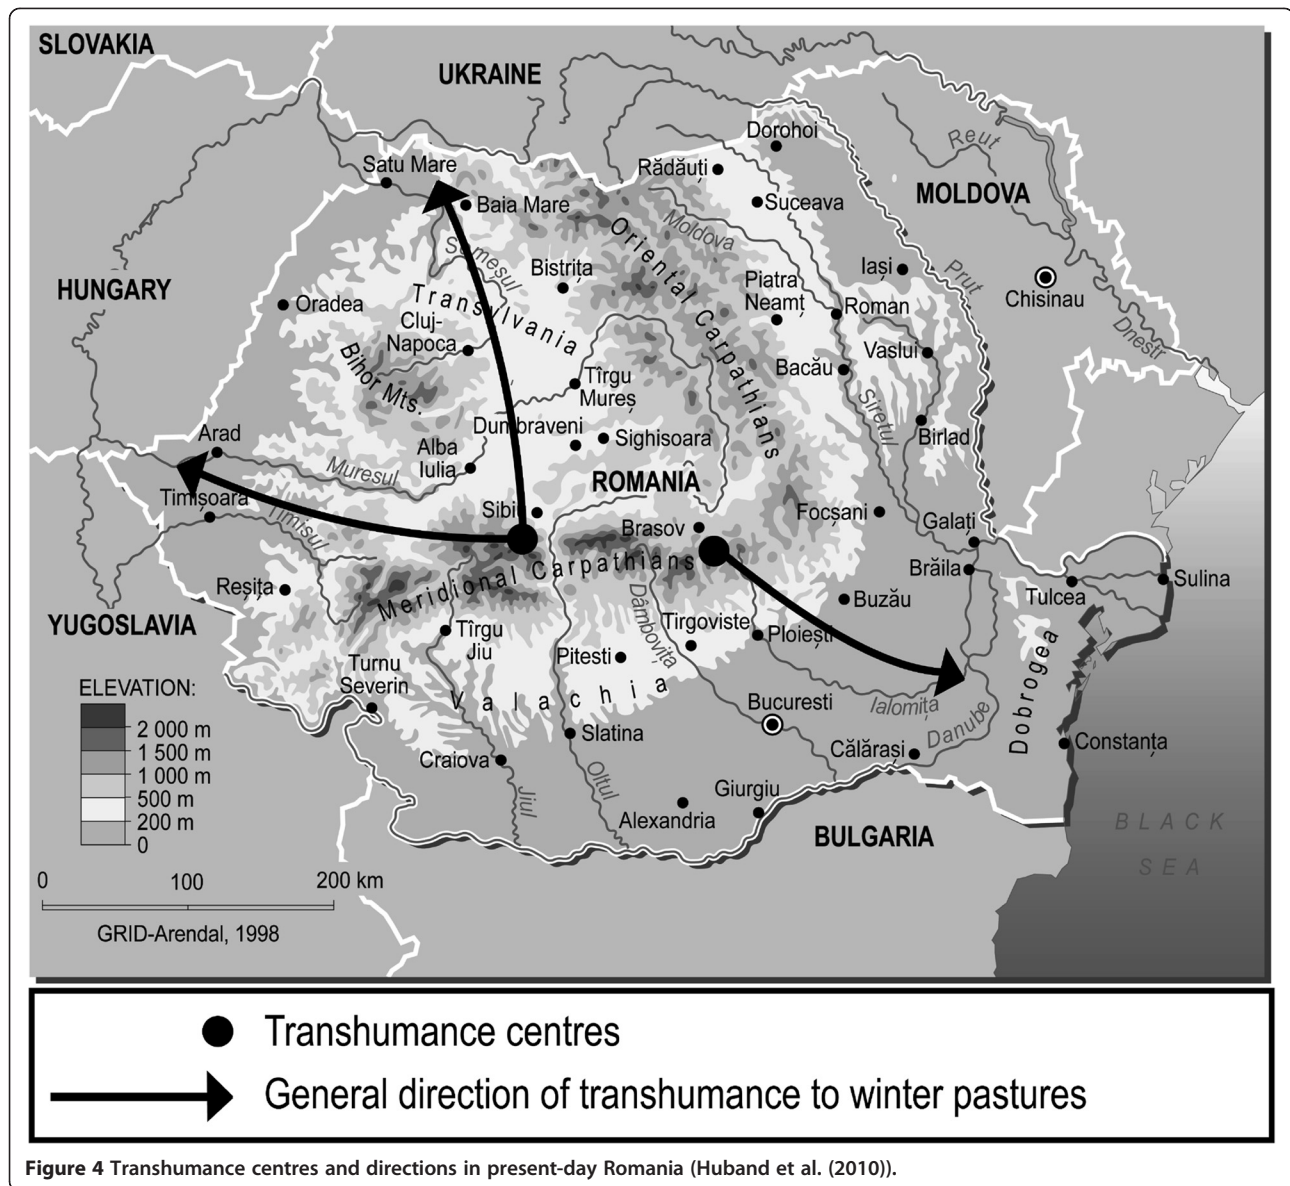 SLOVAKIA
UKRAINE
Dorohoi
Reut
Satu Mare
Rădăuți
MOLDOVA
Baia Mare
Suceava
Moldova
Someșul
Oriental Carpathians
Iași
Prut
Bistrița
Piatra
Neamț
Chisinau
HUNGARY
Transylvania
Oradea
Roman
Cluj-
Napoca
Dnestr
Vaslui
Bihor Mts.
Bacău
Tîrgu
Mureș
Siretul
Dumbraveni
Arad
Alba
Iulia
Sighisoara
Birlad
Muresul
ROMANIA
Timișoara
Timisul
Sibiu
Brasov
Focșani
Galați
Meridional Carpathians
Brăila
Reșița
Tulcea
Sulina
Dâmbovița
Buzău
YUGOSLAVIA
Tîrgu
Jiu
Tirgoviste
Ploiești
Pitesti
Dobrogea
Turnu
Severin
ELEVATION:
Valachia
Bucuresti
Ialomița
Danube
2 000 m
1 500 m
1 000 m
500 m
200 m
0
Slatina
Călărași
Constanța
Craiova
Oltul
Jiul
Giurgiu
Alexandria
BULGARIA
BLACK
SEA
0 100 200 km
GRID-Arendal, 1998
Transhumance centres
General direction of transhumance to winter pastures
Figure 4 Transhumance centres and directions in present-day Romania (Huband et al. (2010)).